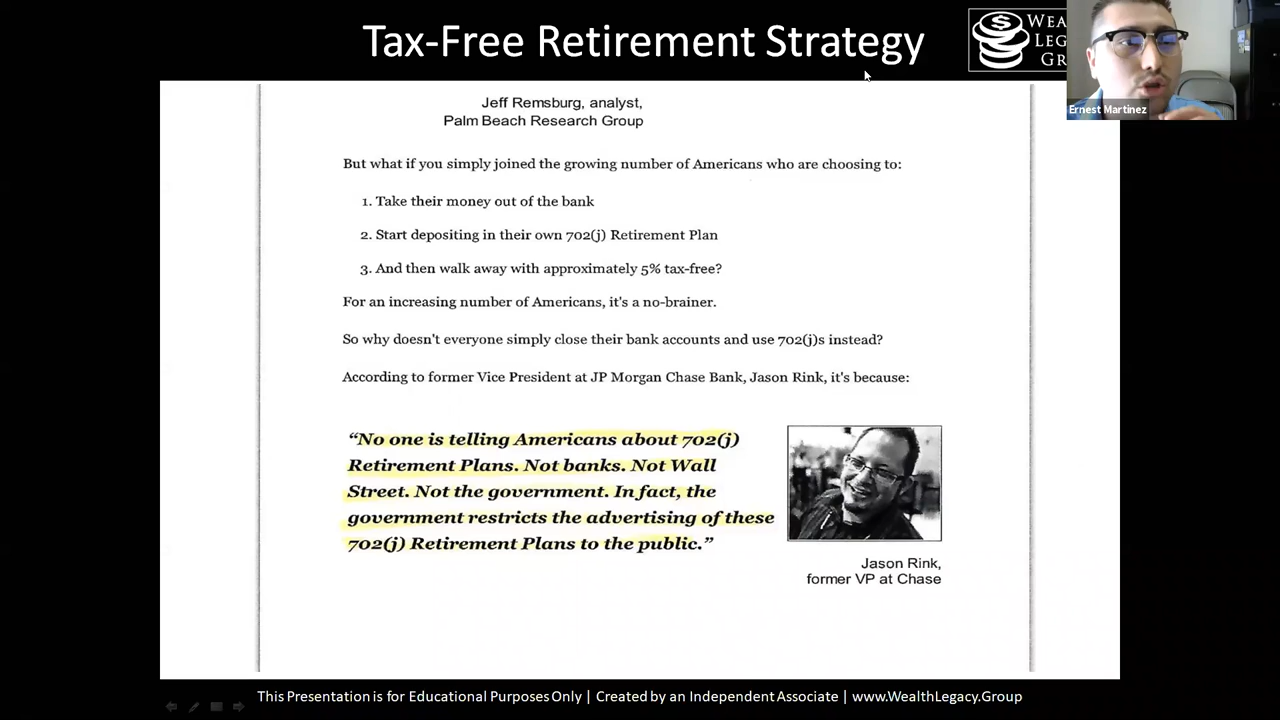 Tax-Free Retirement Strategy
WEA
LEG
GR
Ernest Martinez
Jeff Remsburg, analyst,
Palm Beach Research Group
But what if you simply joined the growing number of Americans who are choosing to:
1. Take their money out of the bank
2. Start depositing in their own 702(j) Retirement Plan
3. And then walk away with approximately 5% tax-free?
For an increasing number of Americans, it's a no-brainer.
So why doesn't everyone simply close their bank accounts and use 702(j)s instead?
According to former Vice President at JP Morgan Chase Bank, Jason Rink, it's because:
“No one is telling Americans about 702(j)
Retirement Plans. Not banks. Not Wall
Street. Not the government. In fact, the
government restricts the advertising of these
702(j) Retirement Plans to the public.”
Jason Rink,
former VP at Chase
This Presentation is for Educational Purposes Only | Created by an Independent Associate | www.WealthLegacy.Group